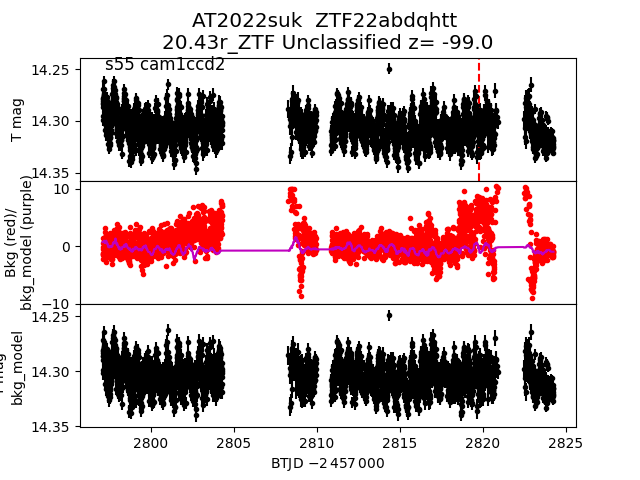 AT2022suk ZTF22abdqhtt
20.43r_ZTF Unclassified z= -99.0
s55 cam1ccd2
14.25
14.30
14.35
T mag
10
0
−10
Bkg (red)/
bkg_model (purple)
14.25
14.30
14.35
bkg_model
2800
2805
2810
2815
2820
2825
BTJD −2 457 000